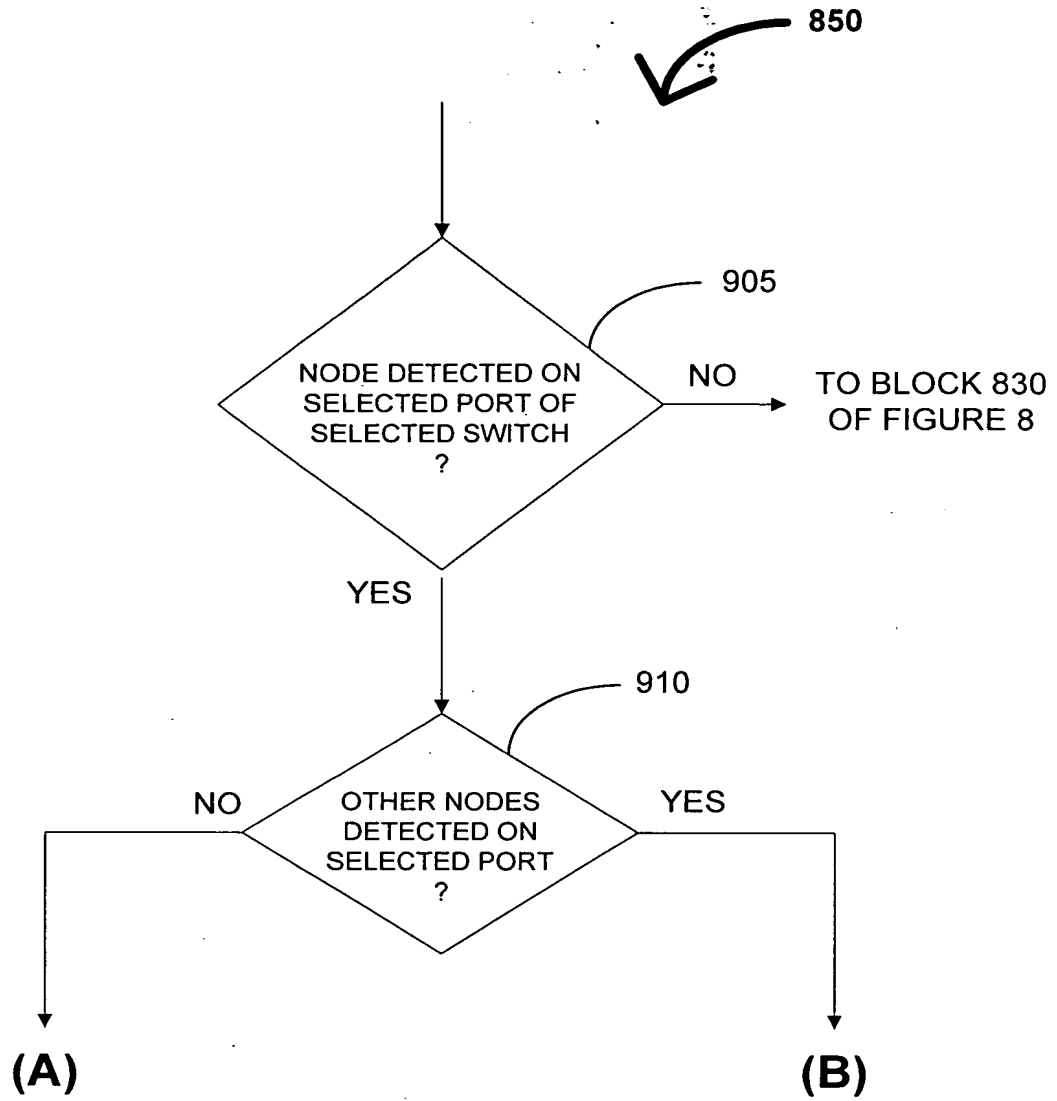 850
905
NODE DETECTED ON
SELECTED PORT OF
SELECTED SWITCH
?
NO
TO BLOCK 830
OF FIGURE 8
YES
910
NO
OTHER NODES
DETECTED ON
SELECTED PORT
?
YES
(A)
(B)